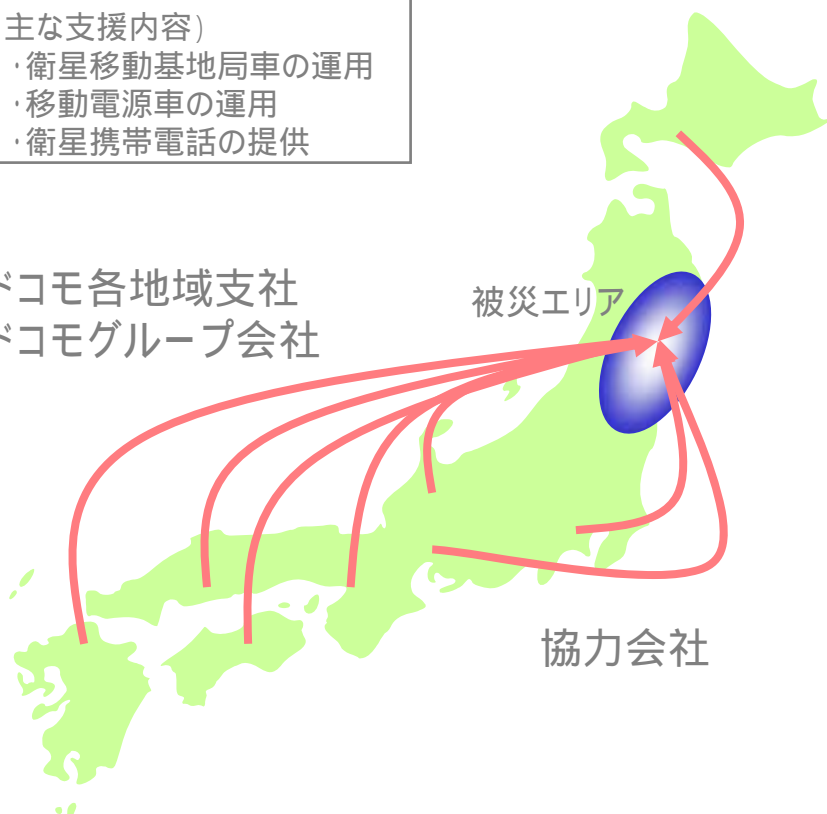 主な支援内容)
・衛星移動基地局車の運用
・移動電源車の運用
・衛星携帯電話の提供
ドコモ各地域支社
ドコモグループ会社
被災エリア
協力会社